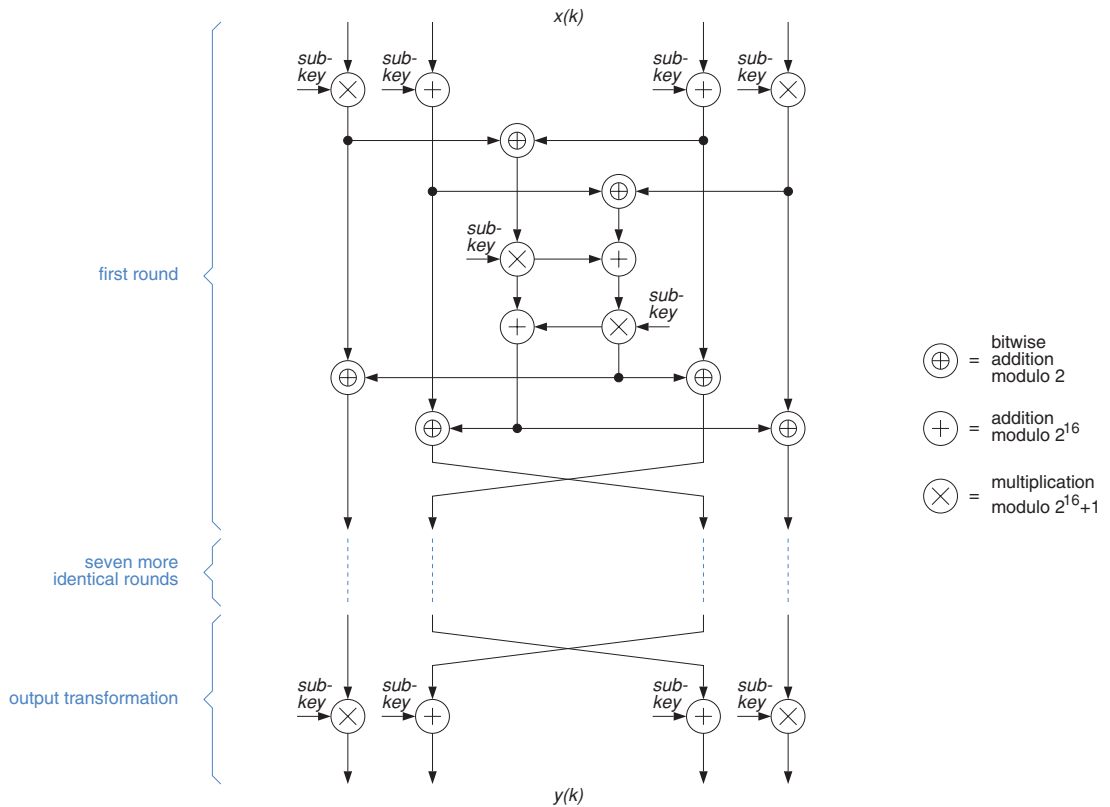 x(k)
sub-
key
sub-
key
sub-
key
sub-
key
sub-
key
first round
sub-
key
bitwise
= addition
modulo 2
= addition
modulo 2^16
multiplication
= modulo 2^16+1
seven more
identical rounds
output transformation
sub-
key
sub-
key
sub-
key
sub-
key
y(k)